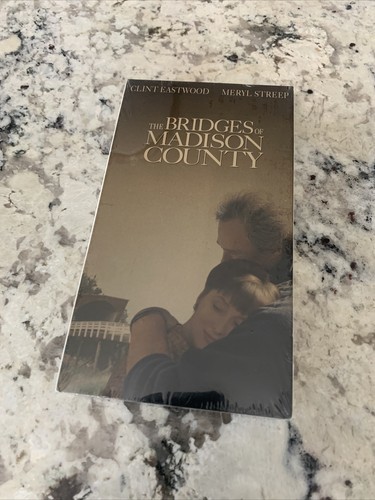 CLINT EASTWOOD MERYL STREEP
THE BRIDGES OF
MADISON
COUNTY